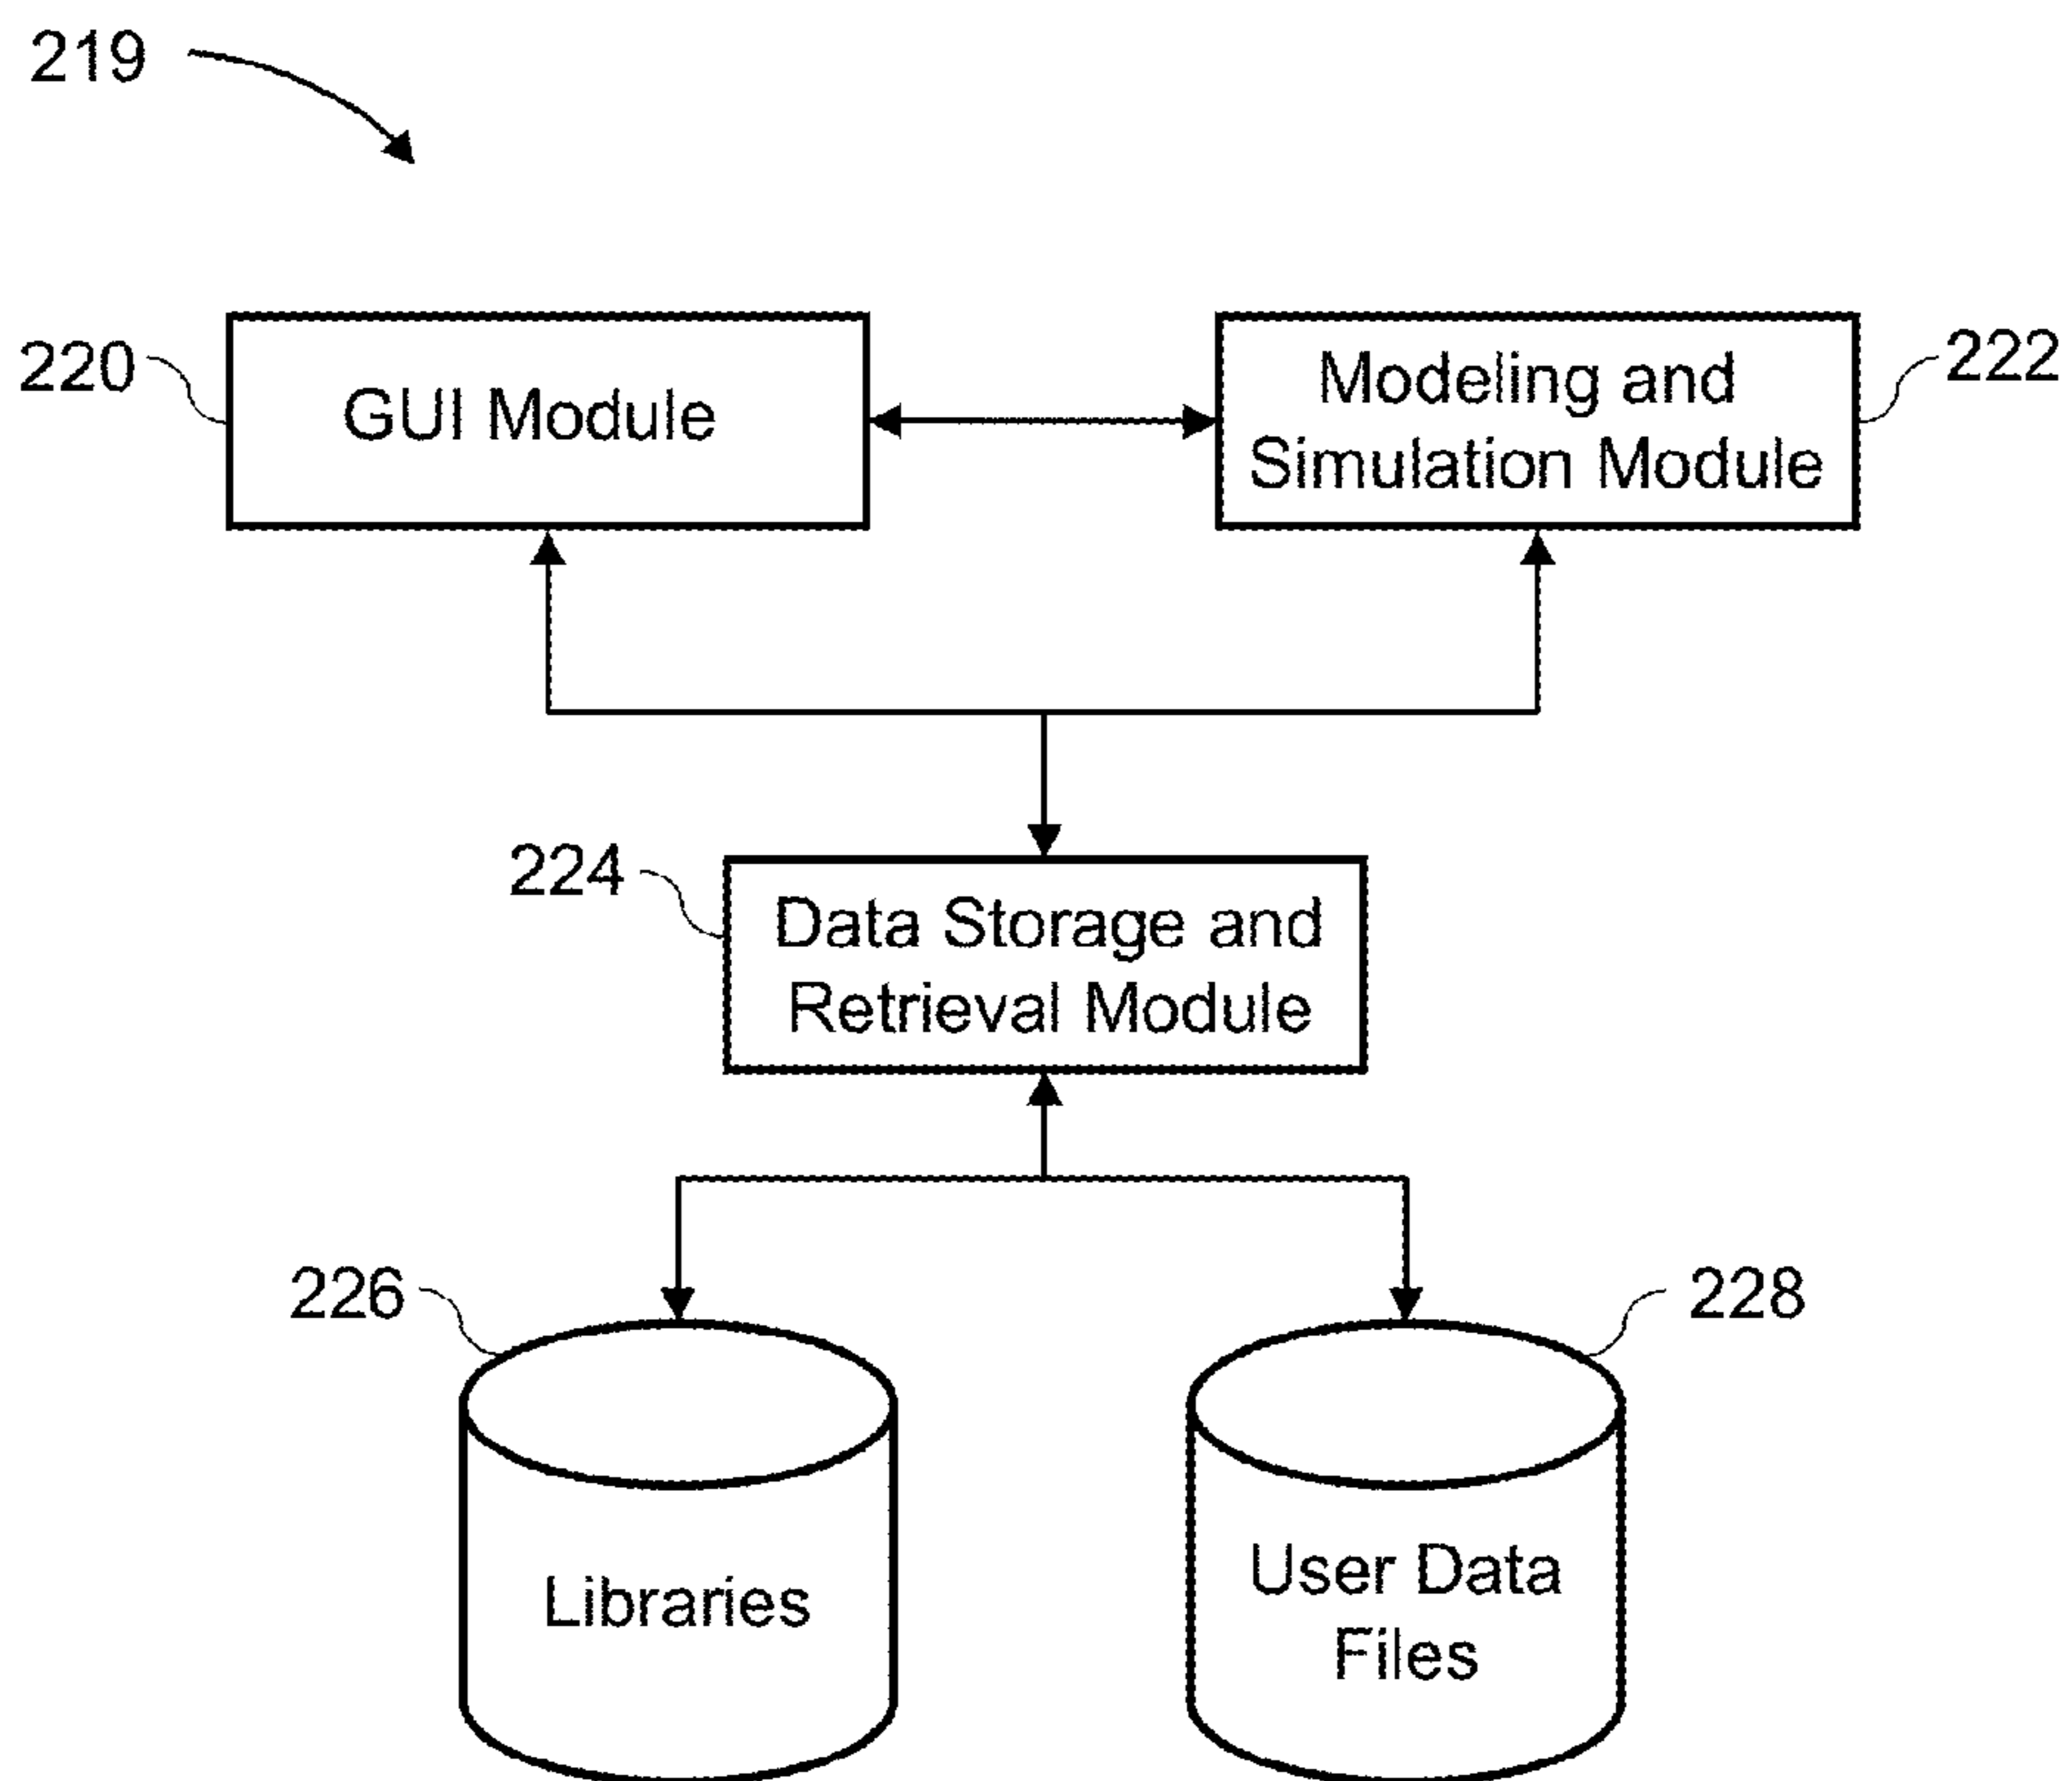 219
220
GUI Module
Modeling and
Simulation Module
222
224
Data Storage and
Retrieval Module
226
Libraries
228
User Data
Files